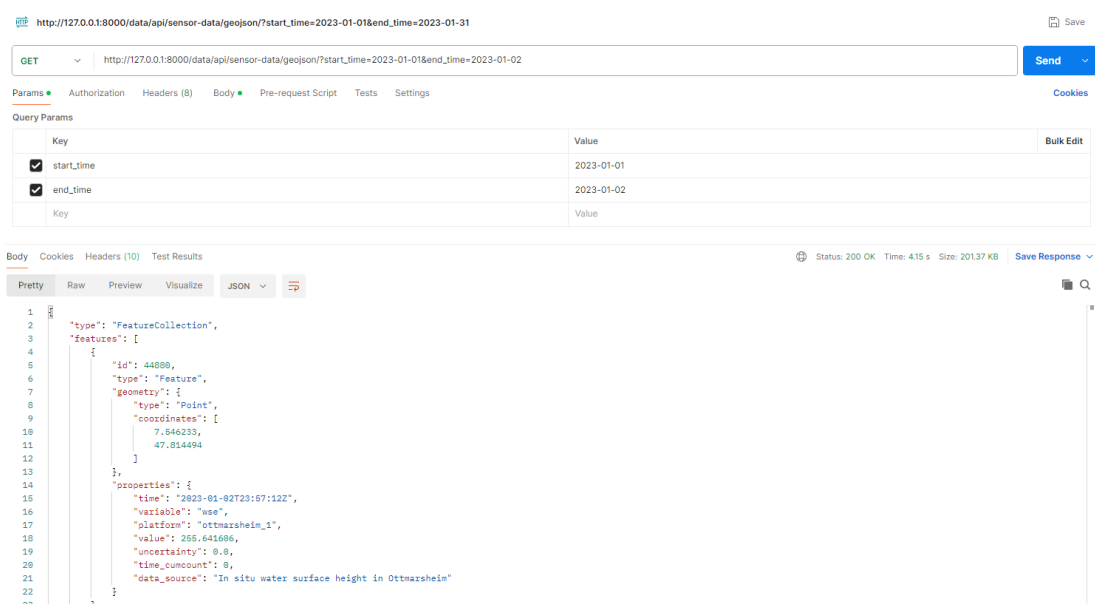 HTTP http://127.0.0.1:8000/data/api/sensor-data/geojson/?start_time=2023-01-01&end_time=2023-01-31 Save
GET http://127.0.0.1:8000/data/api/sensor-data/geojson/?start_time=2023-01-01&end_time=2023-01-02 Send
Params Authorization Headers (8) Body Pre-request Script Tests Settings Cookies
Query Params
Key Value Bulk Edit
start_time 2023-01-01
end_time 2023-01-02
Key Value
Body Cookies Headers (10) Test Results Status: 200 OK Time: 4.15 s Size: 201.37 KB Save Response
Pretty Raw Preview Visualize JSON
1 {
2 "type": "FeatureCollection",
3 "features": [
4 {
5 "id": 44800,
6 "type": "Feature",
7 "geometry": {
8 "type": "Point",
9 "coordinates": [
10 7.546233,
11 47.814494
12 ]
13 },
14 "properties": {
15 "time": "2023-01-02T23:57:12Z",
16 "variable": "wse",
17 "platform": "ottmarsheim_1",
18 "value": 255.641606,
19 "uncertainty": 0.0,
20 "time_cumcount": 0,
21 "data_source": "In situ water surface height in Ottmarsheim"
22 }